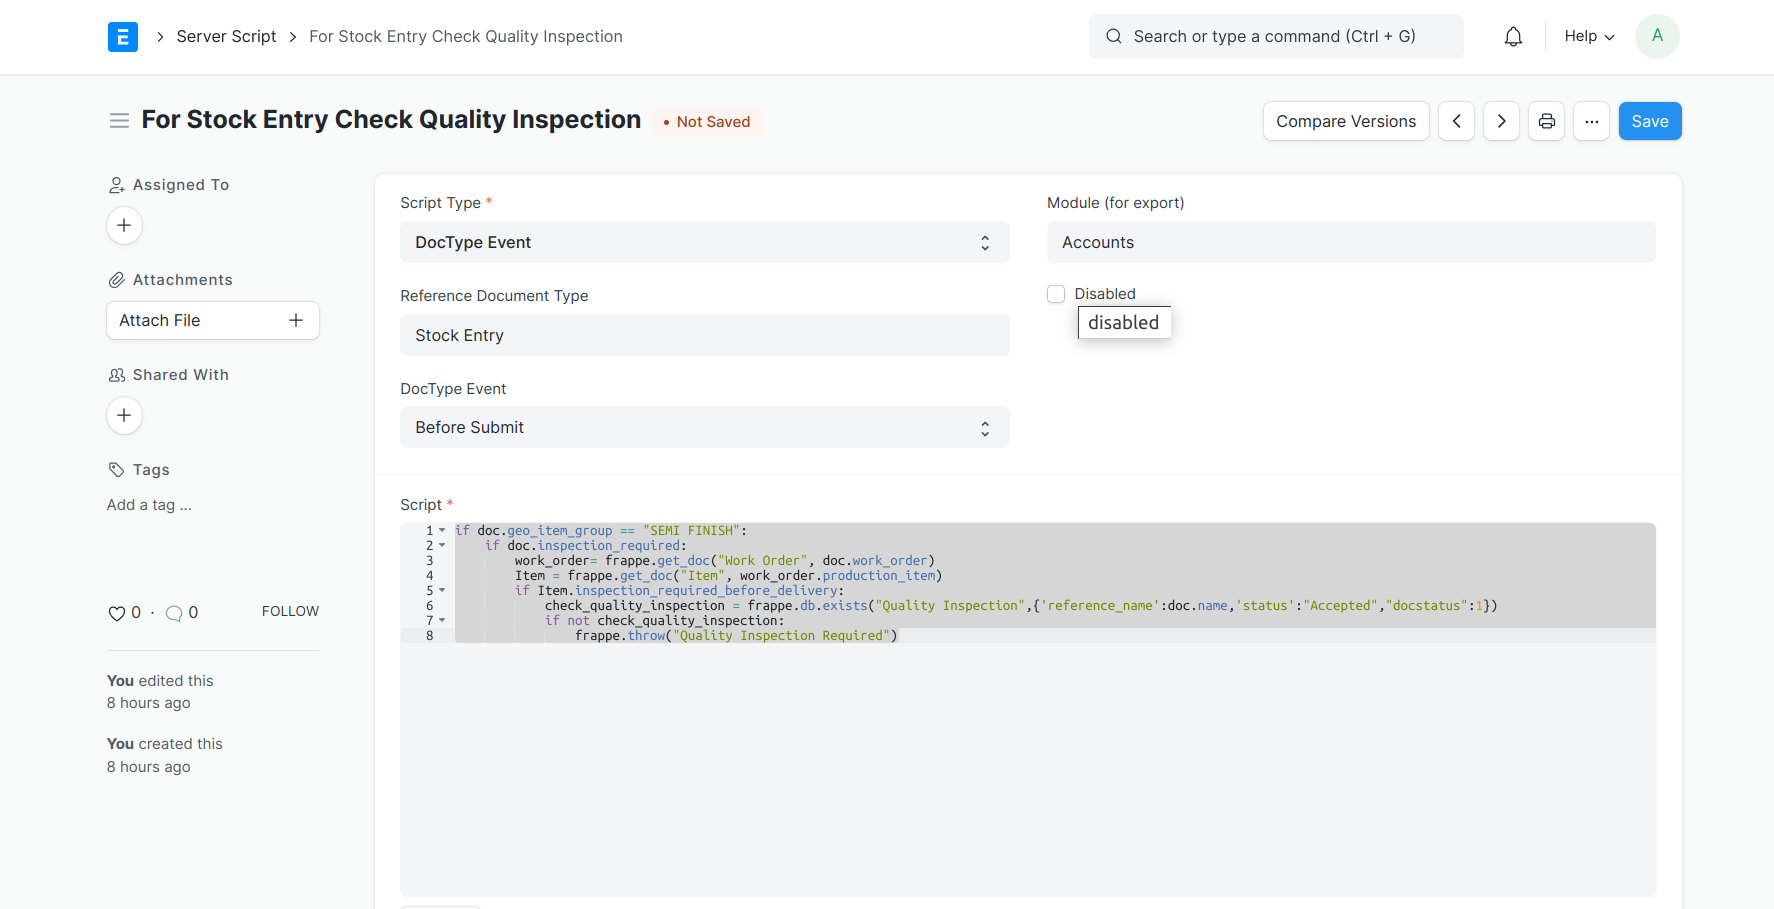 E
Server Script
For Stock Entry Check Quality Inspection
Search or type a command (Ctrl + G)
Help
A
For Stock Entry Check Quality Inspection
• Not Saved
Compare Versions
...
Save
Assigned To
+
Attachments
Attach File +
Shared With
+
Tags
Add a tag ...
0 · 0 FOLLOW
You edited this
8 hours ago
You created this
8 hours ago
Script Type *
DocType Event
Reference Document Type
Stock Entry
DocType Event
Before Submit
Module (for export)
Accounts
Disabled
disabled
Script *
1 if doc.geo_item_group == "SEMI FINISH":
2 if doc.inspection_required:
3 work_order= frappe.get_doc("Work Order", doc.work_order)
4 Item = frappe.get_doc("Item", work_order.production_item)
5 if Item.inspection_required_before_delivery:
6 check_quality_inspection = frappe.db.exists("Quality Inspection",{'reference_name':doc.name,'status':"Accepted","docstatus":1})
7 if not check_quality_inspection:
8 frappe.throw("Quality Inspection Required")